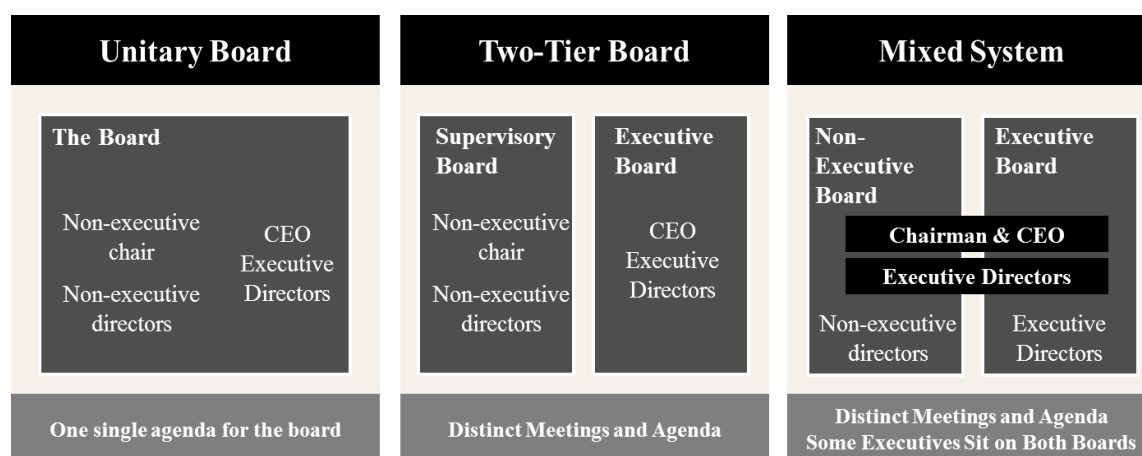 Unitary Board
The Board
Non-executive
chair
Non-executive
directors
CEO
Executive
Directors
One single agenda for the board
Two-Tier Board
Supervisory
Board
Non-executive
chair
Non-executive
directors
Executive
Board
CEO
Executive
Directors
Distinct Meetings and Agenda
Mixed System
Non-
Executive
Board
Executive
Board
Chairman & CEO
Executive Directors
Non-executive
directors
Executive
Directors
Distinct Meetings and Agenda
Some Executives Sit on Both Boards